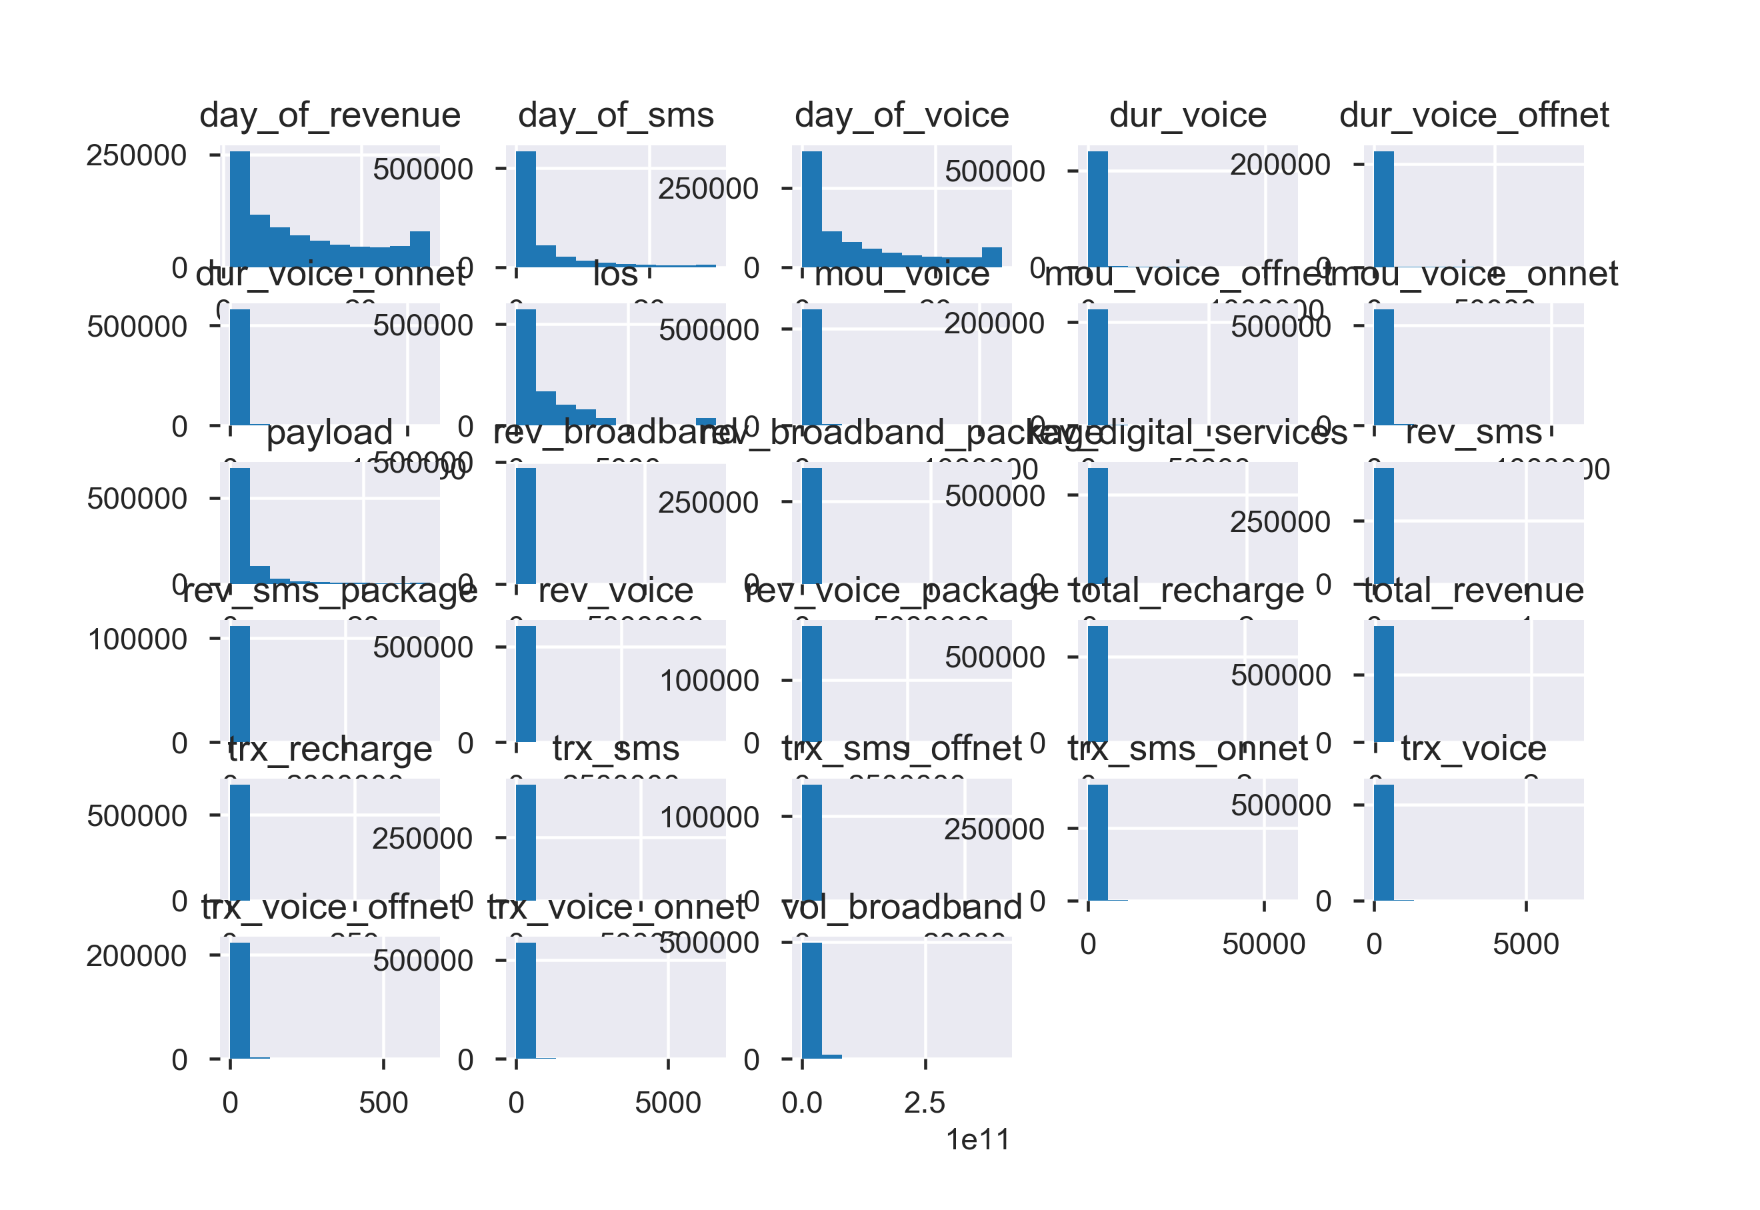 day_of_revenue day_of_sms day_of_voice dur_voice dur_voice_offnet
250000 500000 250000 500000 200000
0 0 0 0 0
dur_voice_onnet los mou_voice mou_voice_offnet mou_voice_onnet
500000 500000 500000 200000 500000
0 0 0 0 0
payload rev_broadband rev_broadband_package rev_digital_services rev_sms
500000 500000 250000 500000 250000
0 0 0 0 0
rev_sms_package rev_voice rev_voice_package total_recharge total_revenue
100000 500000 100000 500000 500000
0 0 0 0 0
trx_recharge trx_sms trx_sms_offnet trx_sms_onnet trx_voice
500000 250000 100000 250000 500000
0 0 0 0 0
0 50000 0 5000
trx_voice_offnet trx_voice_onnet vol_broadband
200000 500000 500000
0 0 0
0 500 0 5000 0.0 2.5
1e11